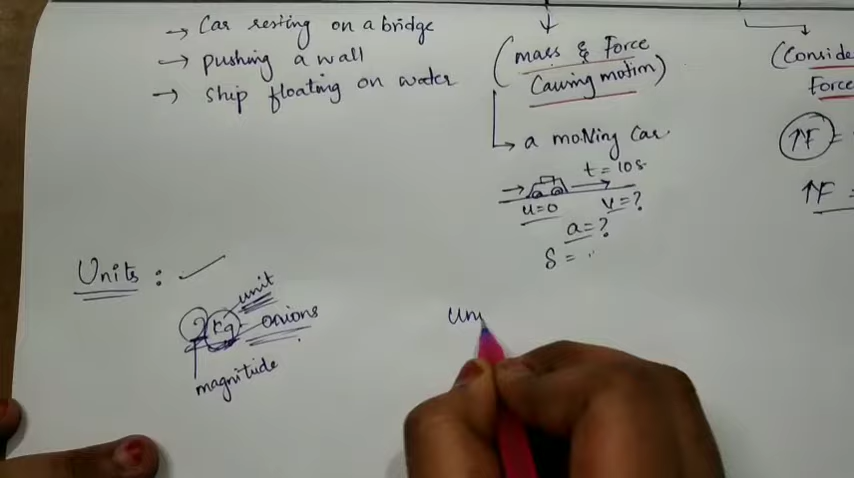 → Car resting on a bridge
→ pushing a wall
→ ship floating on water
(mass & Force
Causing motion)
→ a moving car.
t = 10s
u=0 v=?
a=?
S =
(Conside
Force
↑F =
↑F =
Units : ✓
unit
2 kg onions
magnitude
Uni